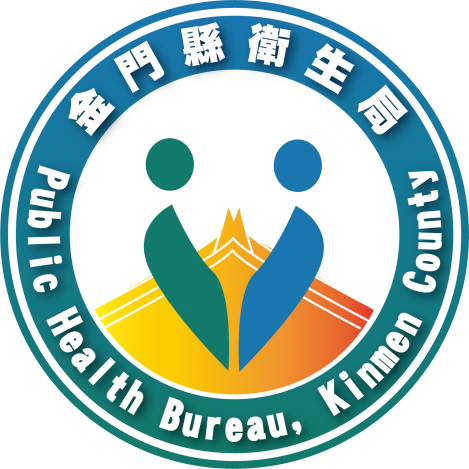 金門縣衛生局
Public Health Bureau, Kinmen County